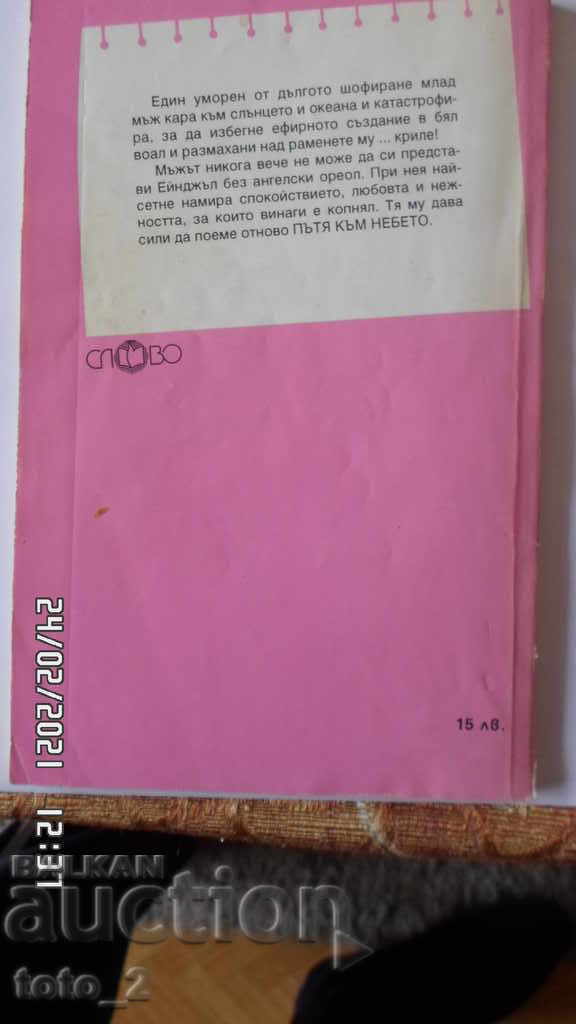 Един уморен от дългото шофиране млад
мъж кара към слънцето и океана и катастрофи-
ра, за да избегне ефирното създание в бял
воал и размахани над раменете му ... криле!
Мъжът никога вече не може да си предста-
ви Ейнджъл без ангелски ореол. При нея най-
сетне намира спокойствието, любовта и неж-
ността, за които винаги е копнял. Тя му дава
сили да поеме отново ПЪТЯ КЪМ НЕБЕТО.
СЛОВО
15 лв.
24/02/2021 12:37
BALKAN
auction
toto_2